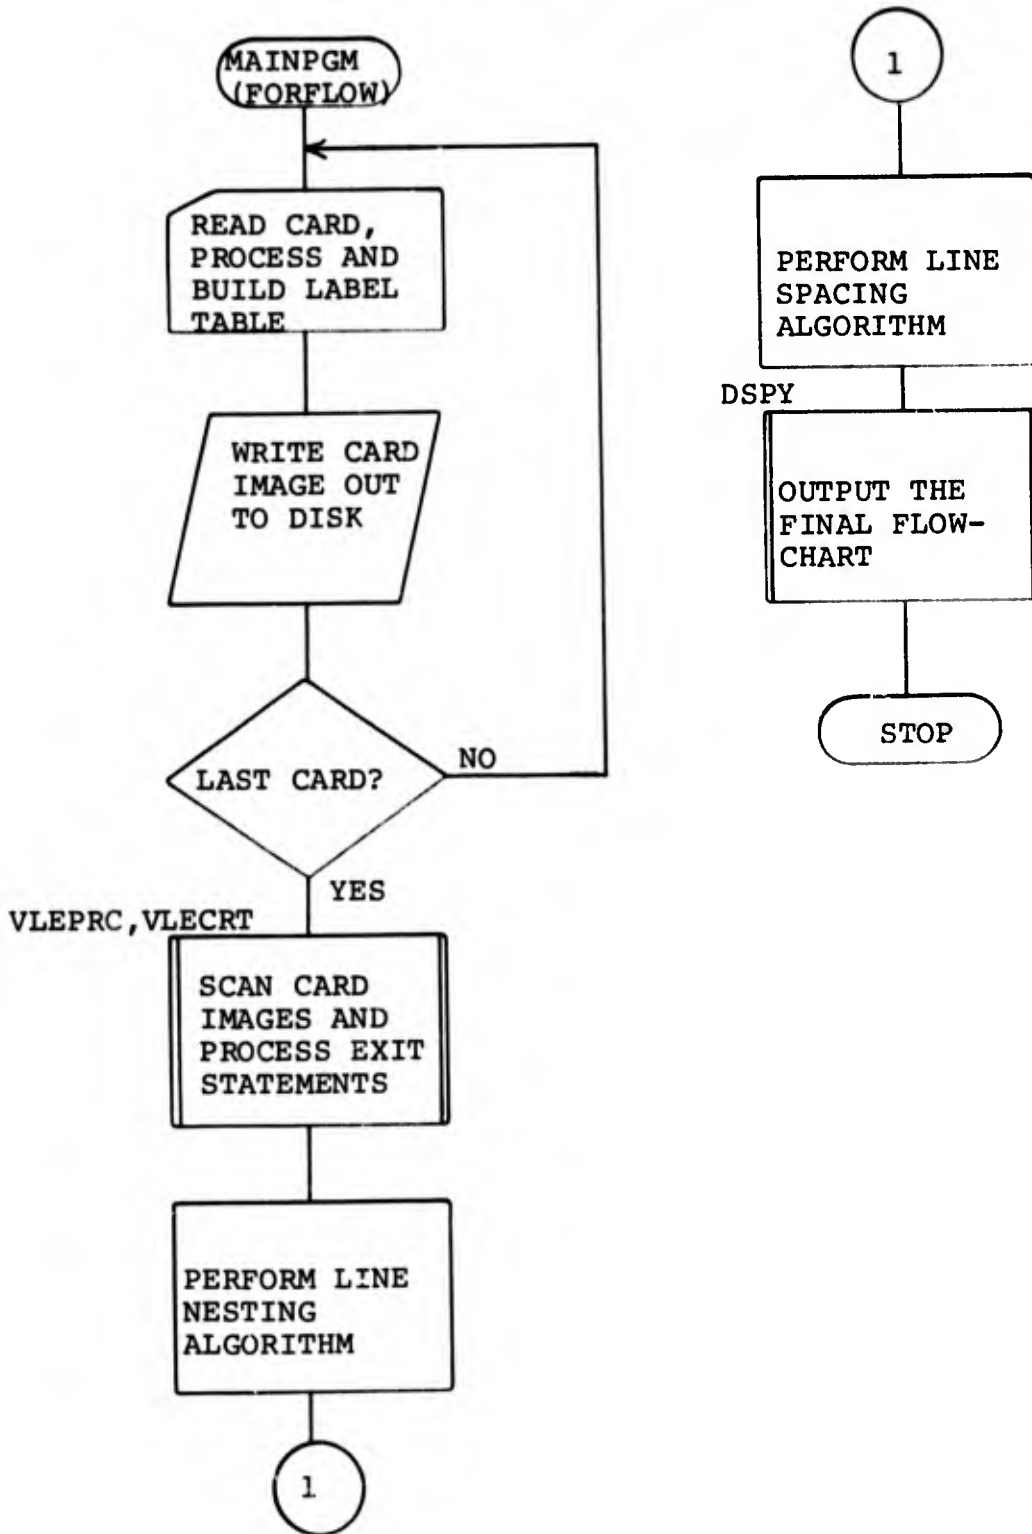 MAINPGM
(FORFLOW)
READ CARD,
PROCESS AND
BUILD LABEL
TABLE
WRITE CARD
IMAGE OUT
TO DISK
LAST CARD?
NO
YES
VLEPRC,VLECRT
SCAN CARD
IMAGES AND
PROCESS EXIT
STATEMENTS
PERFORM LINE
NESTING
ALGORITHM
1
1
PERFORM LINE
SPACING
ALGORITHM
DSPY
OUTPUT THE
FINAL FLOW-
CHART
STOP